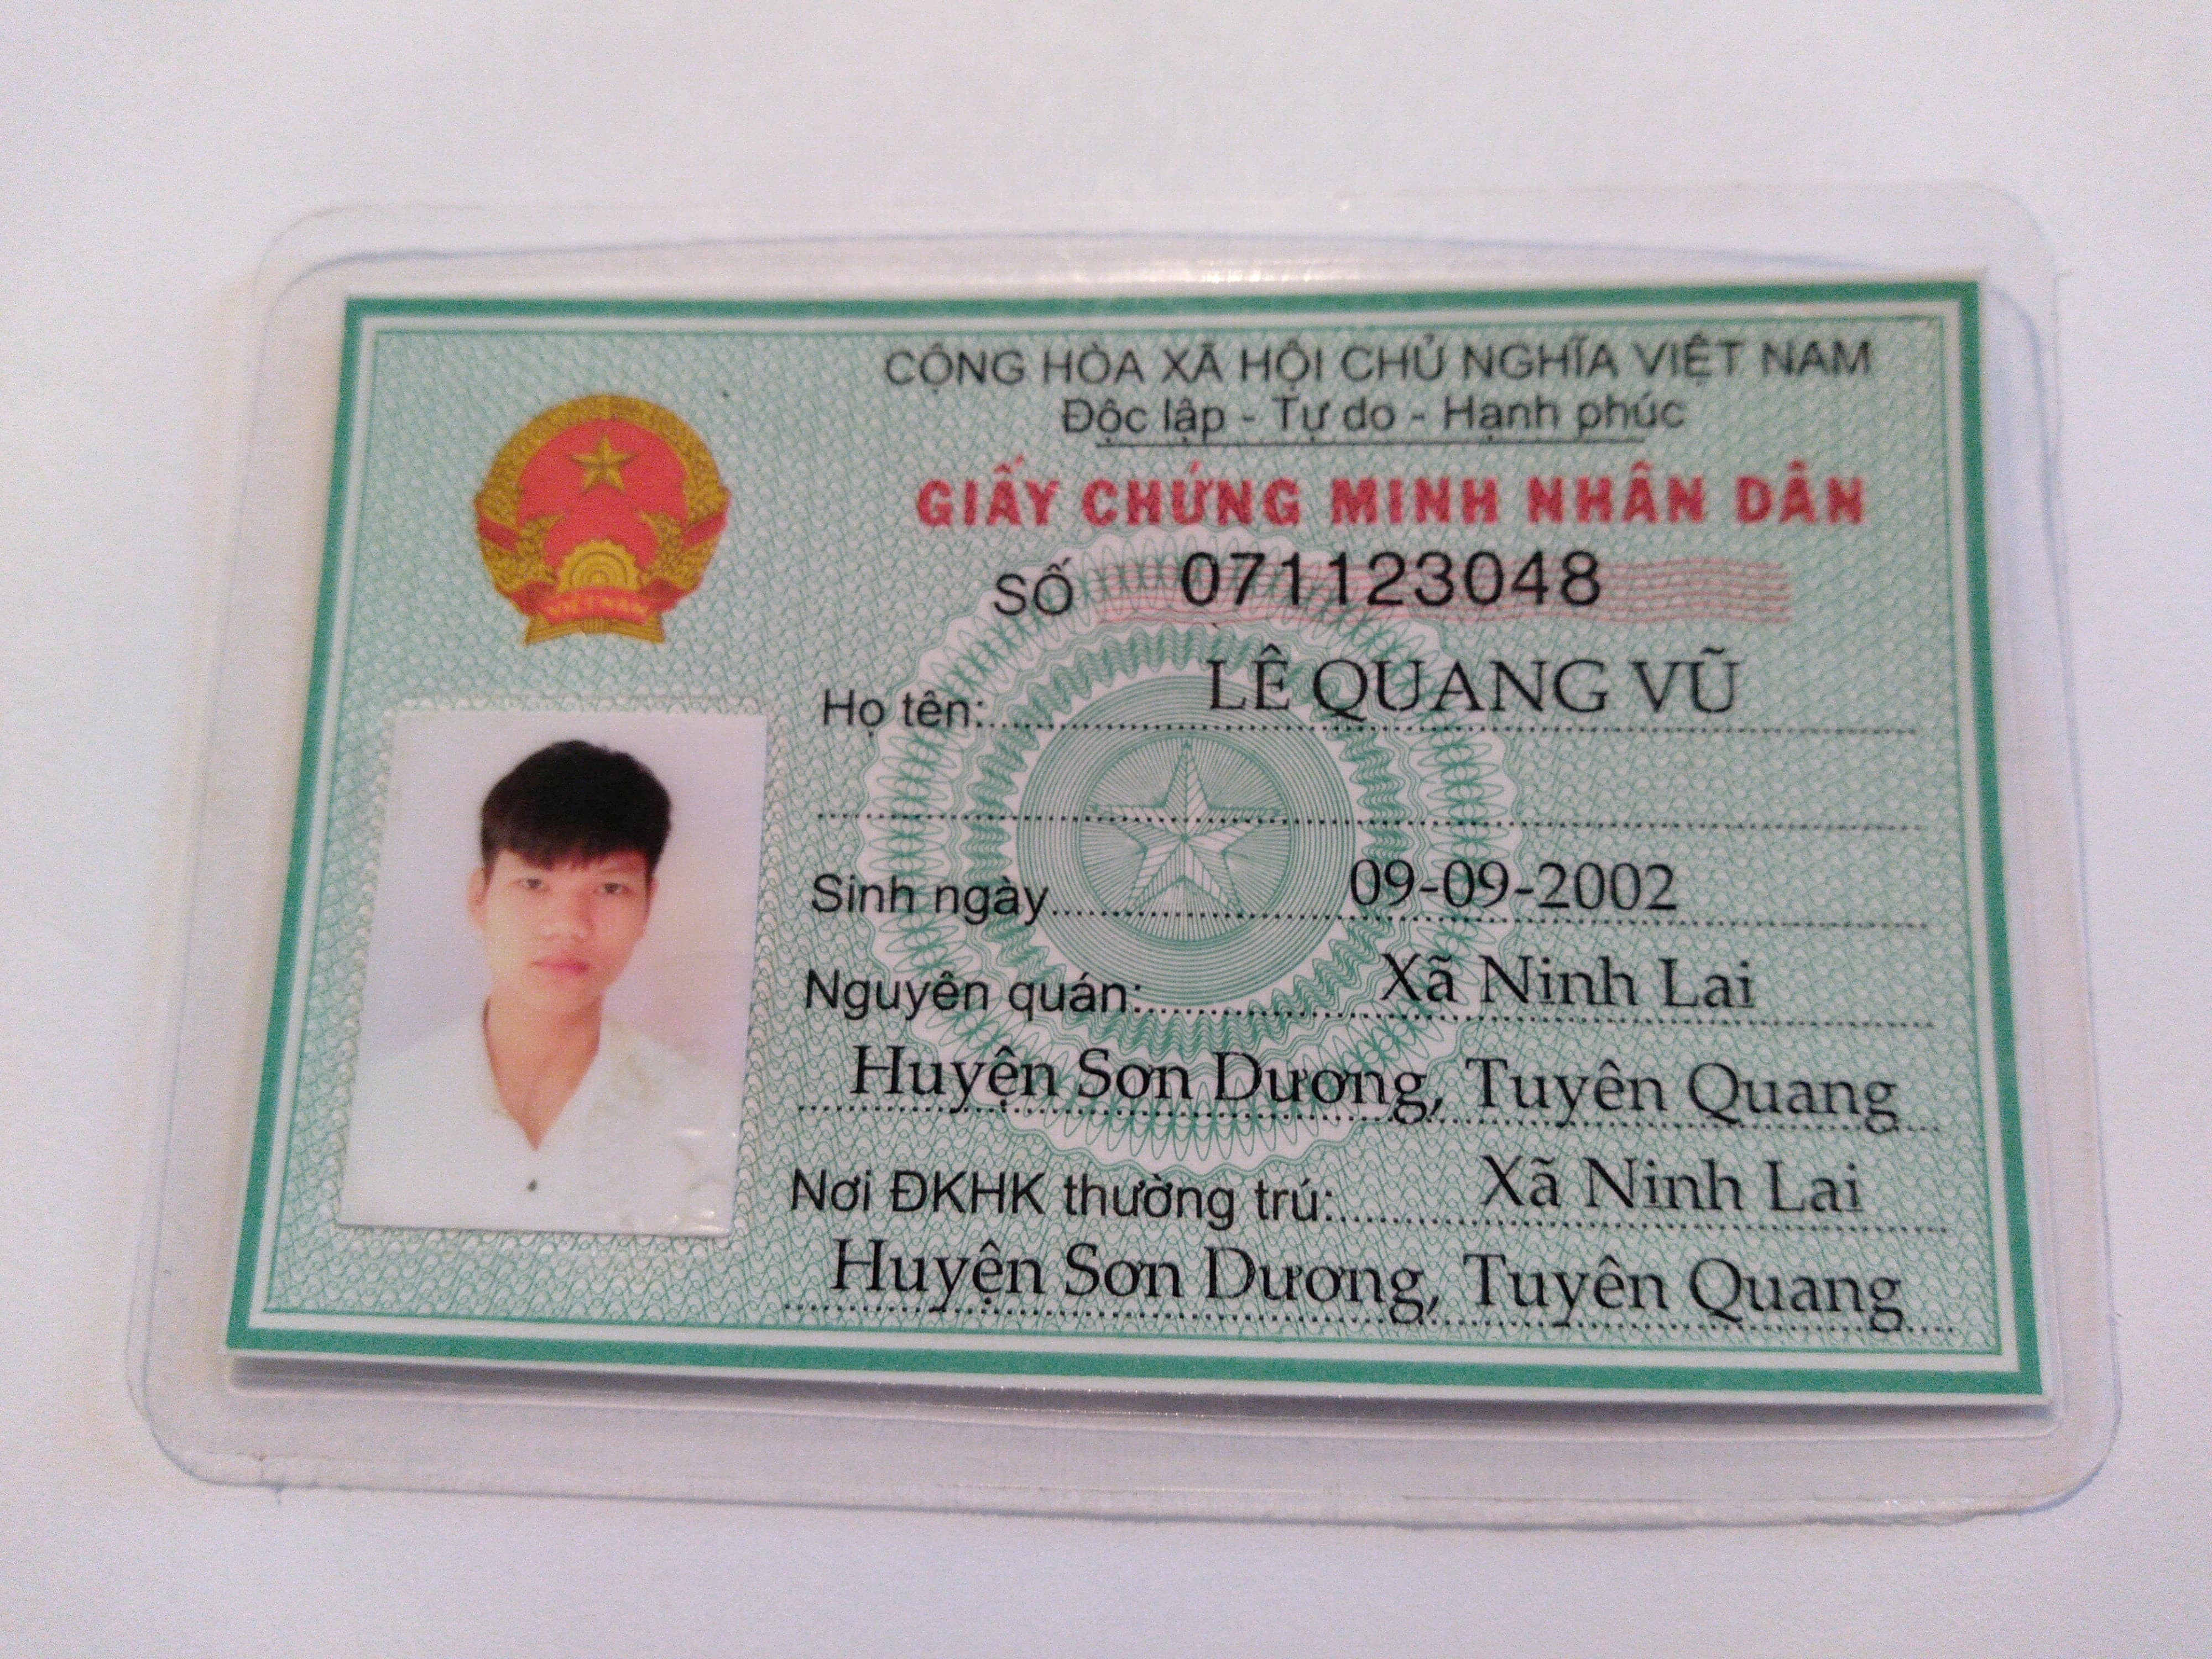 CỘNG HÒA XÃ HỘI CHỦ NGHĨA VIỆT NAM
Độc lập - Tự do - Hạnh phúc
GIẤY CHỨNG MINH NHÂN DÂN
SỐ 071123048
VIỆT NAM
Họ tên: LÊ QUANG VŨ
Sinh ngày 09-09-2002
Nguyên quán: Xã Ninh Lai
Huyện Sơn Dương, Tuyên Quang
Nơi ĐKHK thường trú: Xã Ninh Lai
Huyện Sơn Dương, Tuyên Quang